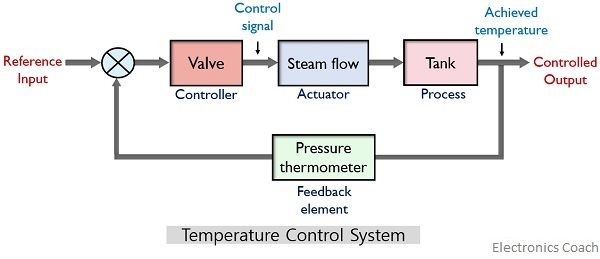 Control
signal
Achieved
temperature
Reference
Input
Valve
Steam flow
Tank
Controlled
Output
Controller
Actuator
Process
Pressure
thermometer
Feedback
element
Temperature Control System
Electronics Coach